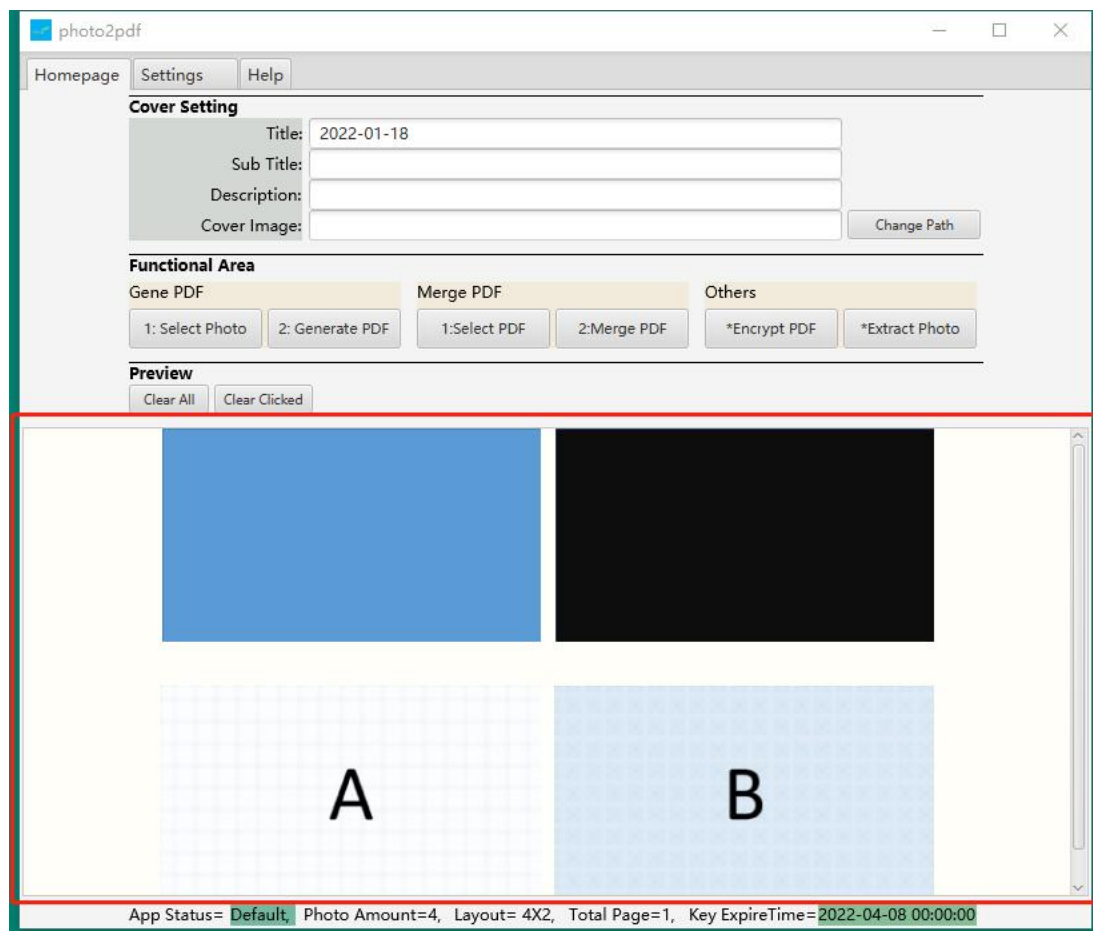 photo2pdf
Homepage Settings Help
Cover Setting
Title: 2022-01-18
Sub Title:
Description:
Cover Image: Change Path
Functional Area
Gene PDF Merge PDF Others
1: Select Photo 2: Generate PDF 1:Select PDF 2:Merge PDF *Encrypt PDF *Extract Photo
Preview
Clear All Clear Clicked
A B
App Status= Default, Photo Amount=4, Layout= 4X2, Total Page=1, Key ExpireTime=2022-04-08 00:00:00